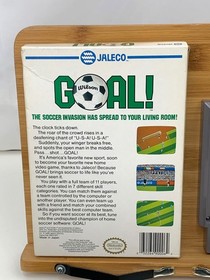 JALECO
GOAL!
Wilson
THE SOCCER INVASION HAS SPREAD TO YOUR LIVING ROOM!
The clock ticks down.
The roar of the crowd rises in a
deafening chant of "U-S-A! U-S-A!"
Suddenly, your winger breaks free,
and spots the open man in the middle.
Pass. . .shot. . .GOAL!
It's America's favorite new sport, soon
to become your favorite new home
video game, thanks to Jaleco! Because
GOAL! brings soccer to life like you've
never seen it.
You play with a full team of 11 players,
each one rated in 7 different skill
categories. You can match them against
a team controlled by the computer or
another player. You can even team up
with a friend and match your combined
skills against the best computer team.
So if you want soccer at its best, tune
into the undisputed champion of home
soccer software: GOAL!